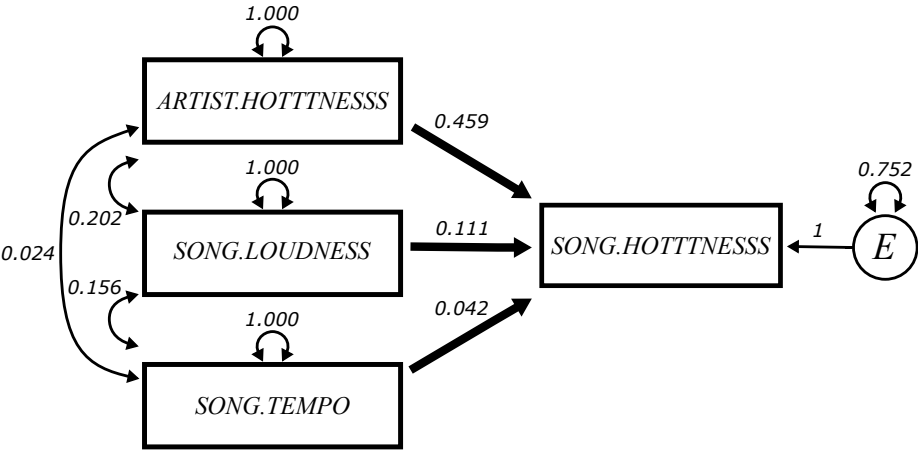 1.000
ARTIST.HOTTTNESSS
0.459
1.000
0.752
0.202
SONG.LOUDNESS
0.111
SONG.HOTTTNESSS
1
E
0.024
0.156
1.000
0.042
SONG.TEMPO